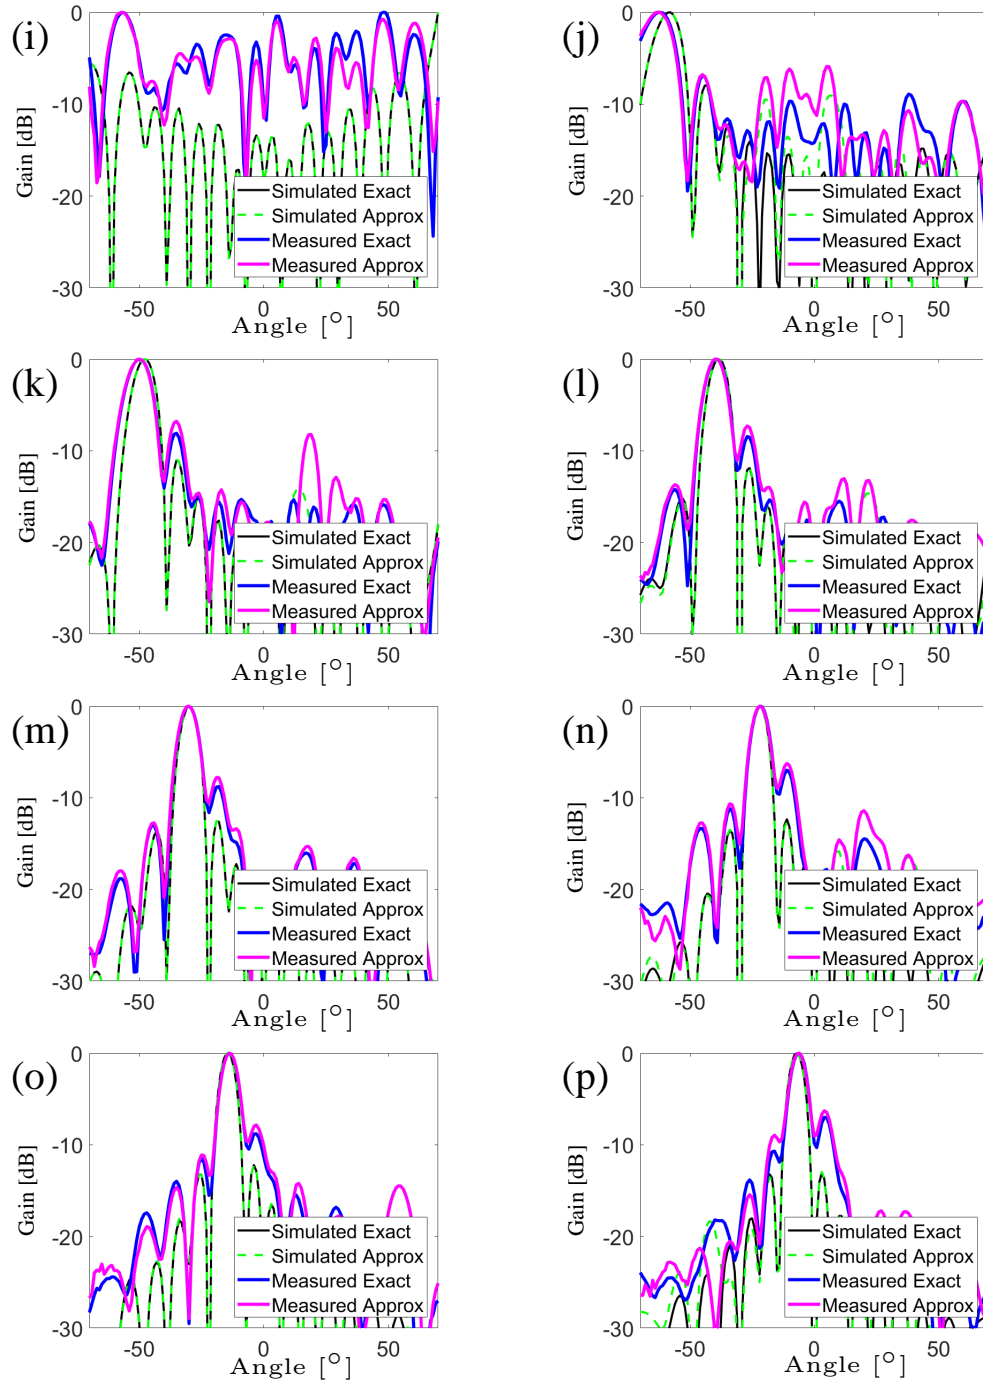 (i)
0
-10
-20
-30
Gain [dB]
Simulated Exact
Simulated Approx
Measured Exact
Measured Approx
-50 0 50
Angle [°]
(j)
0
-10
-20
-30
Gain [dB]
Simulated Exact
Simulated Approx
Measured Exact
Measured Approx
-50 0 50
Angle [°]
(k)
0
-10
-20
-30
Gain [dB]
Simulated Exact
Simulated Approx
Measured Exact
Measured Approx
-50 0 50
Angle [°]
(l)
0
-10
-20
-30
Gain [dB]
Simulated Exact
Simulated Approx
Measured Exact
Measured Approx
-50 0 50
Angle [°]
(m)
0
-10
-20
-30
Gain [dB]
Simulated Exact
Simulated Approx
Measured Exact
Measured Approx
-50 0 50
Angle [°]
(n)
0
-10
-20
-30
Gain [dB]
Simulated Exact
Simulated Approx
Measured Exact
Measured Approx
-50 0 50
Angle [°]
(o)
0
-10
-20
-30
Gain [dB]
Simulated Exact
Simulated Approx
Measured Exact
Measured Approx
-50 0 50
Angle [°]
(p)
0
-10
-20
-30
Gain [dB]
Simulated Exact
Simulated Approx
Measured Exact
Measured Approx
-50 0 50
Angle [°]